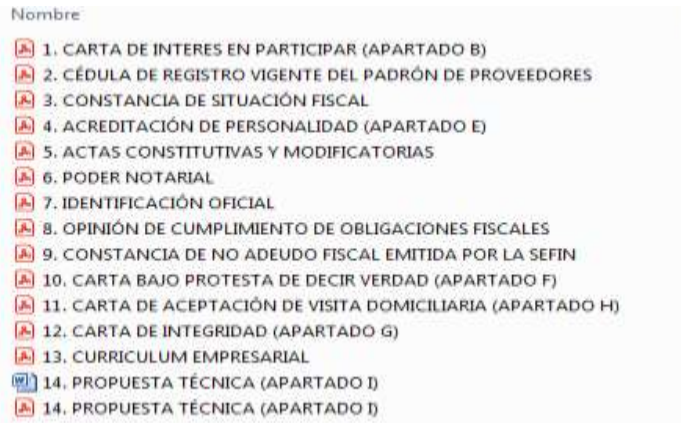 Nombre
1. CARTA DE INTERES EN PARTICIPAR (APARTADO B)
2. CÉDULA DE REGISTRO VIGENTE DEL PADRÓN DE PROVEEDORES
3. CONSTANCIA DE SITUACIÓN FISCAL
4. ACREDITACIÓN DE PERSONALIDAD (APARTADO E)
5. ACTAS CONSTITUTIVAS Y MODIFICATORIAS
6. PODER NOTARIAL
7. IDENTIFICACIÓN OFICIAL
8. OPINIÓN DE CUMPLIMIENTO DE OBLIGACIONES FISCALES
9. CONSTANCIA DE NO ADEUDO FISCAL EMITIDA POR LA SEFIN
10. CARTA BAJO PROTESTA DE DECIR VERDAD (APARTADO F)
11. CARTA DE ACEPTACIÓN DE VISITA DOMICILIARIA (APARTADO H)
12. CARTA DE INTEGRIDAD (APARTADO G)
13. CURRICULUM EMPRESARIAL
14. PROPUESTA TÉCNICA (APARTADO I)
14. PROPUESTA TÉCNICA (APARTADO I)